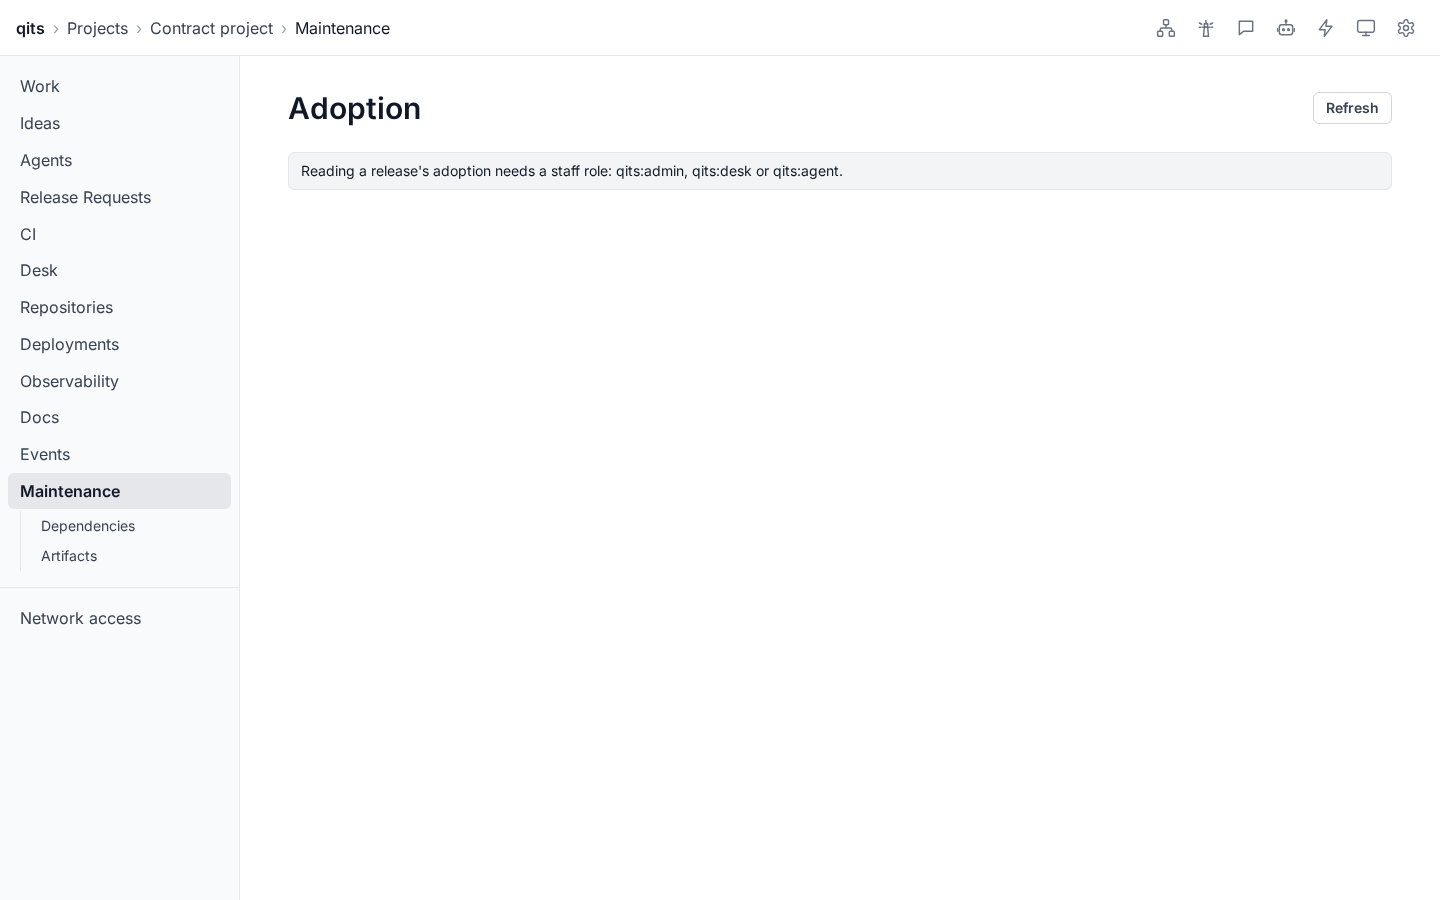 qits › Projects › Contract project › Maintenance
Work
Ideas
Agents
Release Requests
CI
Desk
Repositories
Deployments
Observability
Docs
Events
Maintenance
Dependencies
Artifacts
Network access
Adoption
Refresh
Reading a release's adoption needs a staff role: qits:admin, qits:desk or qits:agent.